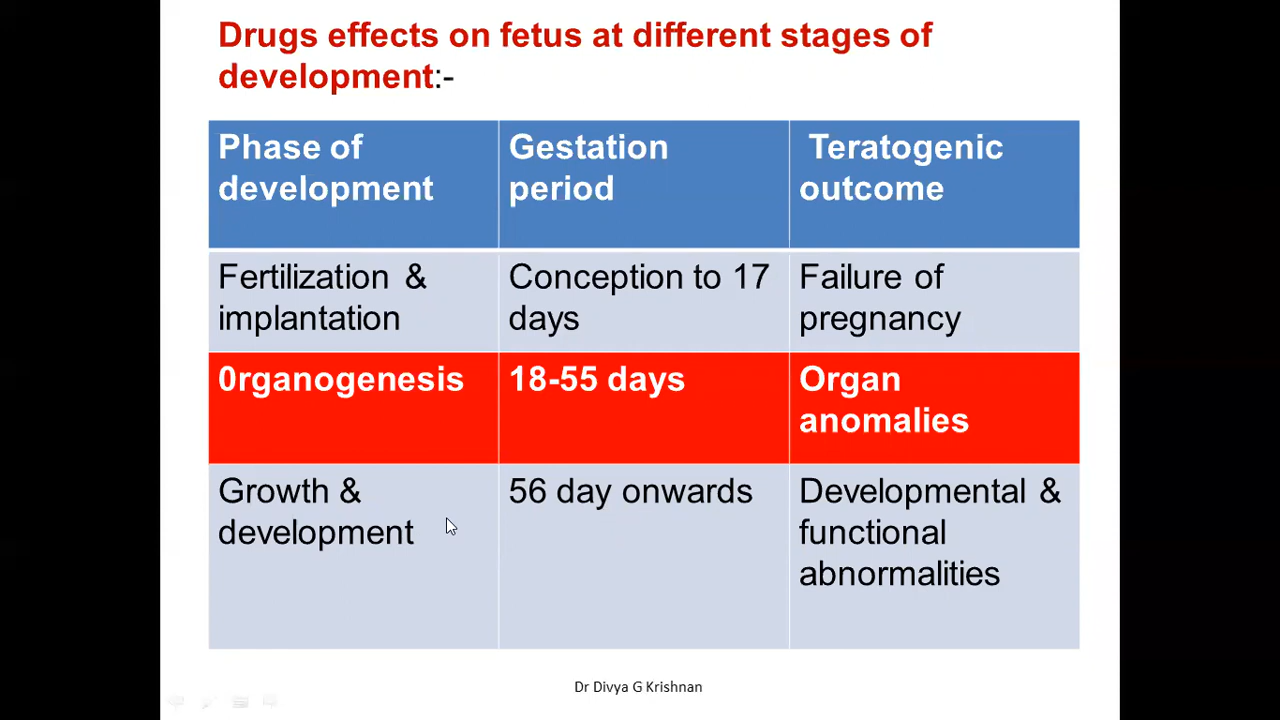 Drugs effects on fetus at different stages of
development:-
Phase of
development
Gestation
period
Teratogenic
outcome
Fertilization &
implantation
Conception to 17
days
Failure of
pregnancy
0rganogenesis
18-55 days
Organ
anomalies
Growth &
development
56 day onwards
Developmental &
functional
abnormalities
Dr Divya G Krishnan